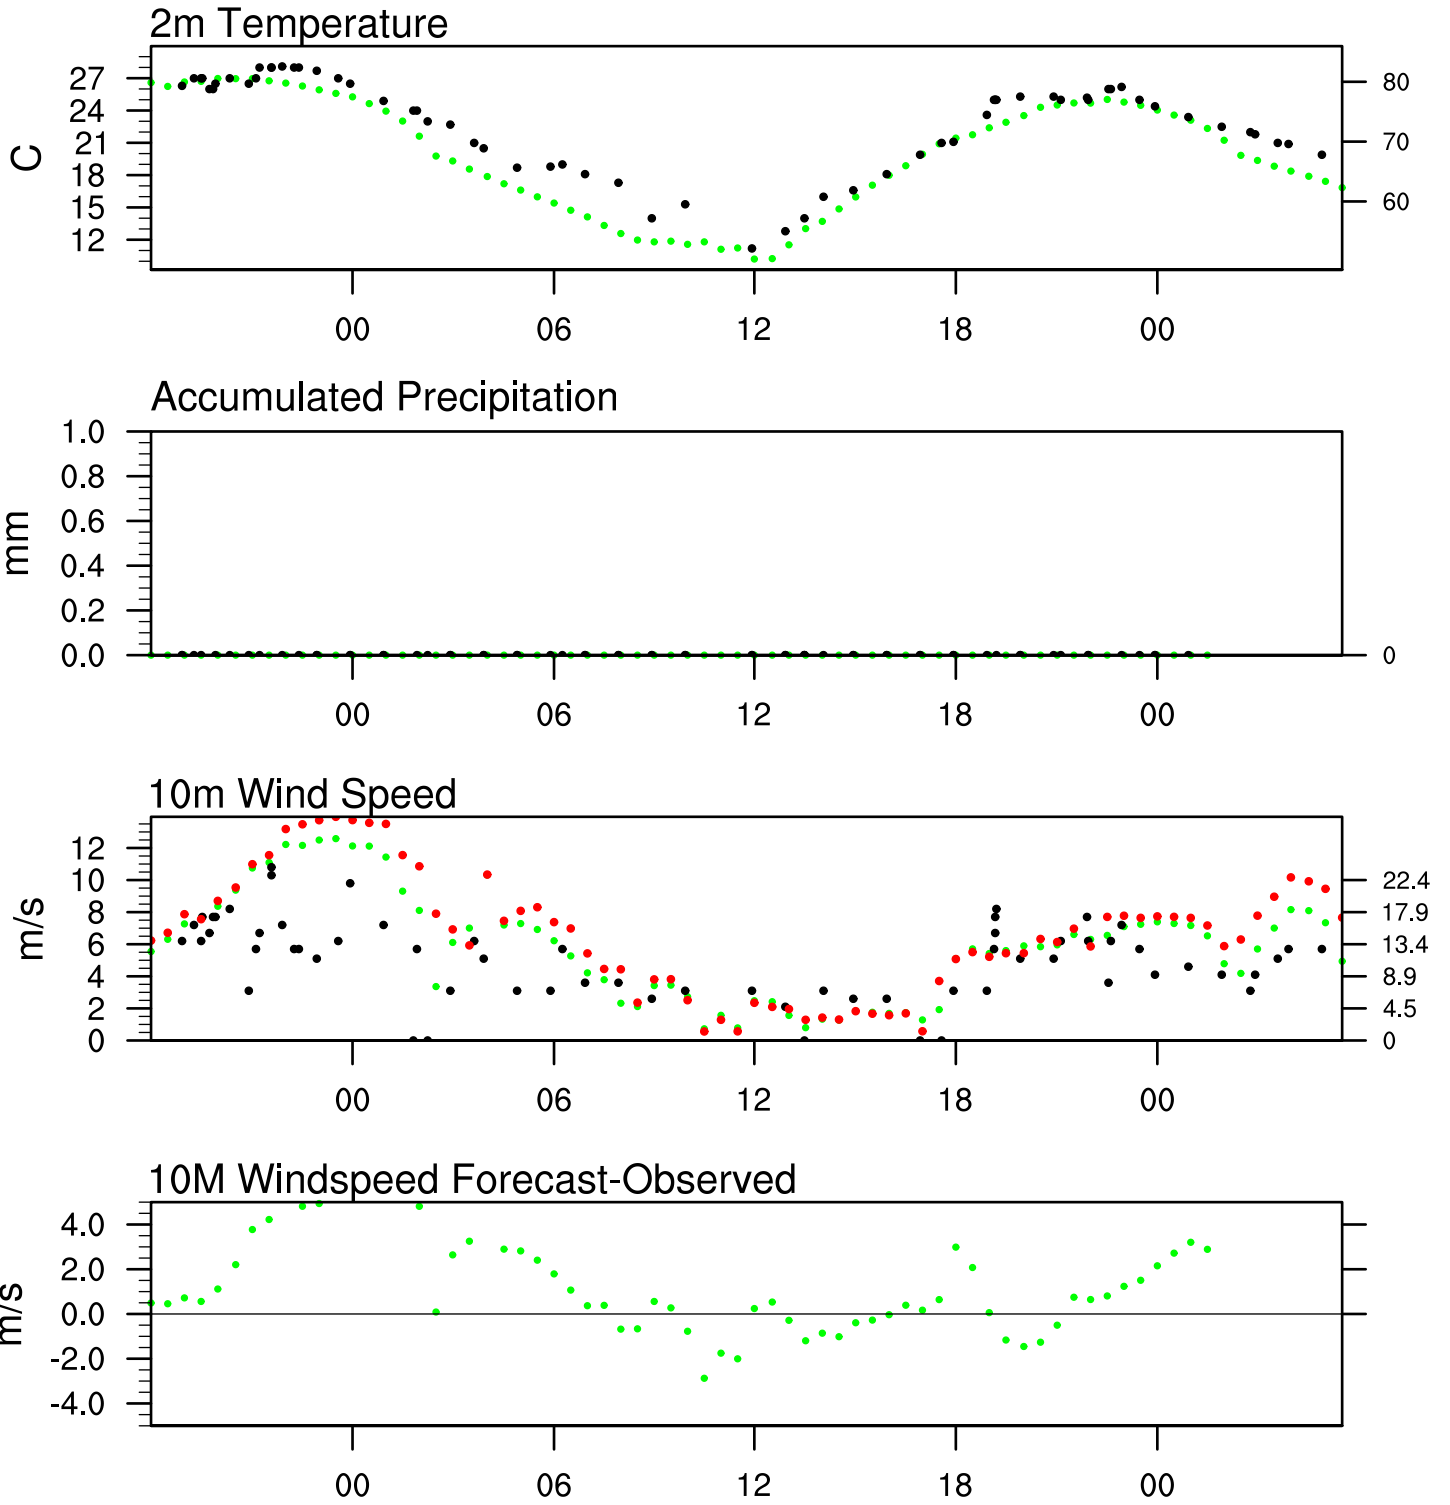 2m Temperature
27
24
21
18
15
12
C
80
70
60
00 06 12 18 00
Accumulated Precipitation
1.0
0.8
0.6
0.4
0.2
0.0
mm
0
00 06 12 18 00
10m Wind Speed
12
10
8
6
4
2
0
m/s
22.4
17.9
13.4
8.9
4.5
0
00 06 12 18 00
10M Windspeed Forecast-Observed
4.0
2.0
0.0
-2.0
-4.0
m/s
00 06 12 18 00